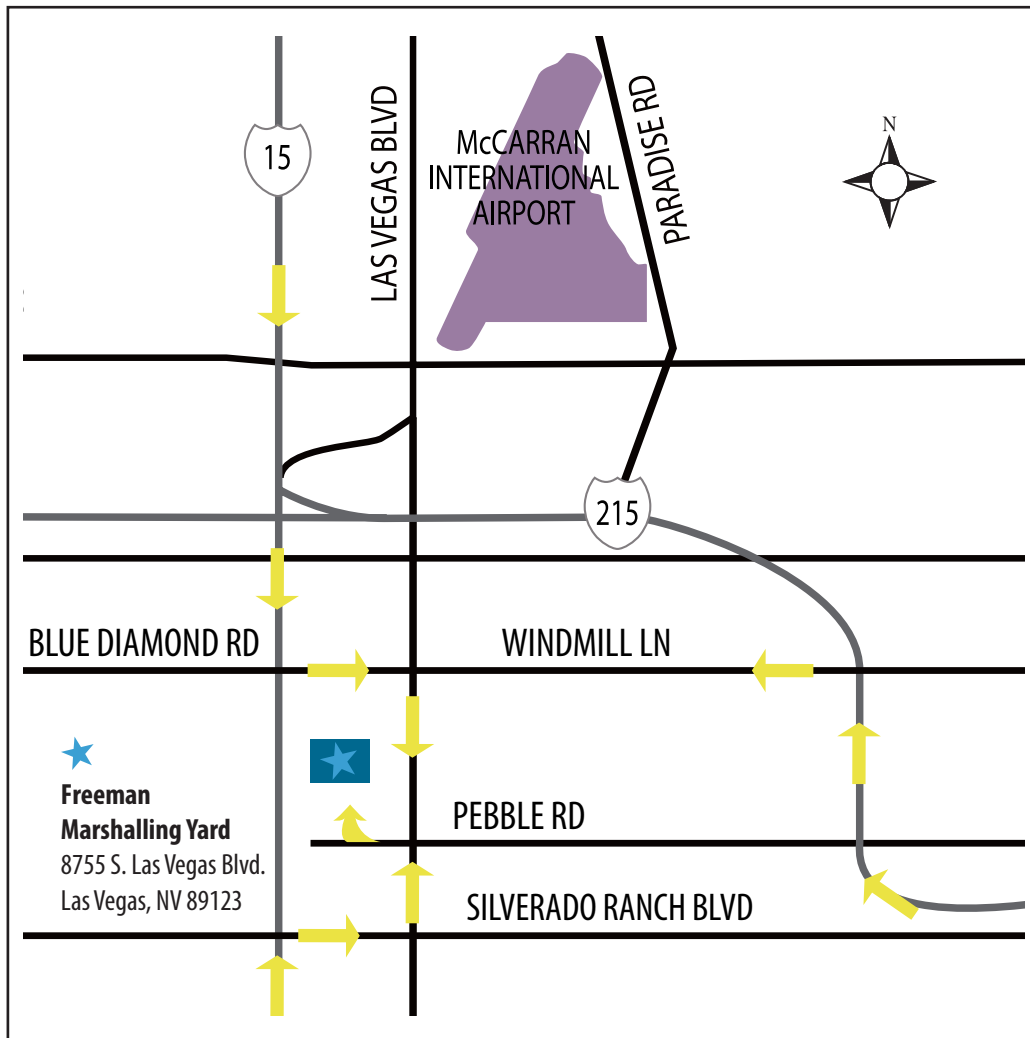 LAS VEGAS BLVD
PARADISE RD
15
McCARRAN
INTERNATIONAL
AIRPORT
N
215
BLUE DIAMOND RD
WINDMILL LN
Freeman
Marshalling Yard
8755 S. Las Vegas Blvd.
Las Vegas, NV 89123
PEBBLE RD
SILVERADO RANCH BLVD